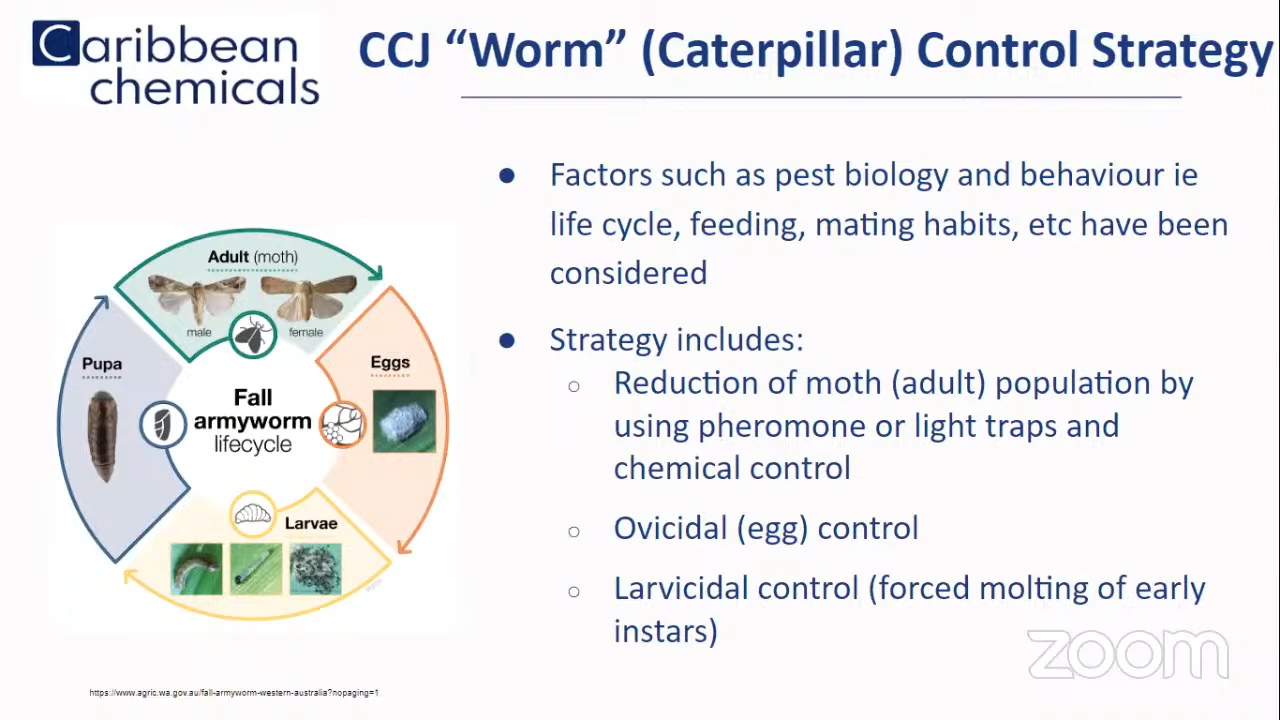 Caribbean
chemicals
CCJ “Worm” (Caterpillar) Control Strategy
● Factors such as pest biology and behaviour ie
life cycle, feeding, mating habits, etc have been
considered
● Strategy includes:
○ Reduction of moth (adult) population by
using pheromone or light traps and
chemical control
○ Ovicidal (egg) control
○ Larvicidal control (forced molting of early
instars)
Adult (moth)
male
female
Eggs
Larvae
Pupa
Fall
armyworm
lifecycle
https://www.agric.wa.gov.au/fall-armyworm-western-australia?nopaging=1
zoom